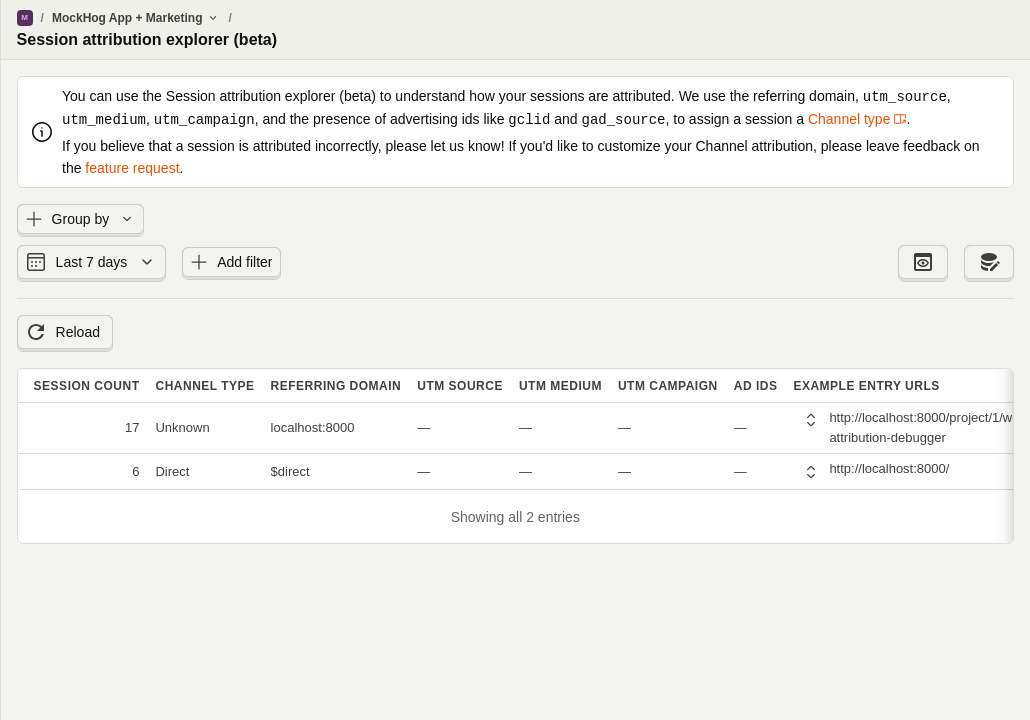 M / MockHog App + Marketing /
Session attribution explorer (beta)
You can use the Session attribution explorer (beta) to understand how your sessions are attributed. We use the referring domain, utm_source,
utm_medium, utm_campaign, and the presence of advertising ids like gclid and gad_source, to assign a session a Channel type.
If you believe that a session is attributed incorrectly, please let us know! If you'd like to customize your Channel attribution, please leave feedback on
the feature request.
Group by
Last 7 days Add filter
Reload
SESSION COUNT CHANNEL TYPE REFERRING DOMAIN UTM SOURCE UTM MEDIUM UTM CAMPAIGN AD IDS EXAMPLE ENTRY URLS
17 Unknown localhost:8000 — — — — http://localhost:8000/project/1/w
attribution-debugger
6 Direct $direct — — — — http://localhost:8000/
Showing all 2 entries